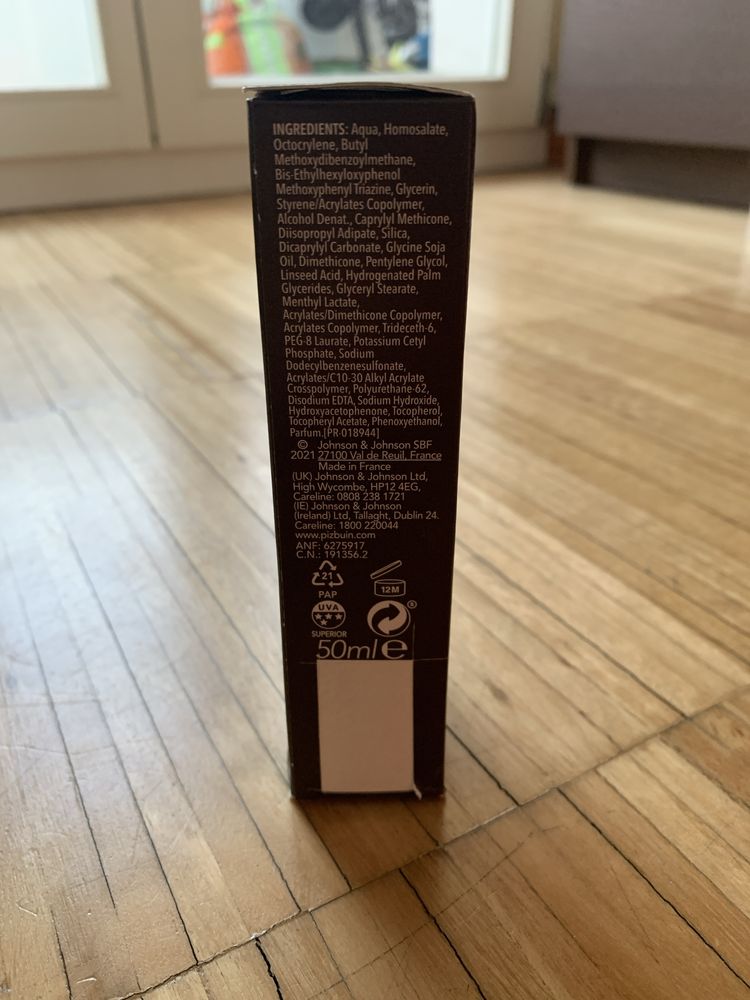 INGREDIENTS: Aqua, Homosalate,
Octocrylene, Butyl
Methoxydibenzoylmethane,
Bis-Ethylhexyloxyphenol
Methoxyphenyl Triazine, Glycerin,
Styrene/Acrylates Copolymer,
Alcohol Denat., Caprylyl Methicone,
Diisopropyl Adipate, Silica,
Dicaprylyl Carbonate, Glycine Soja
Oil, Dimethicone, Pentylene Glycol,
Linseed Acid, Hydrogenated Palm
Glycerides, Glyceryl Stearate,
Menthyl Lactate,
Acrylates/Dimethicone Copolymer,
Acrylates Copolymer, Trideceth-6,
PEG-8 Laurate, Potassium Cetyl
Phosphate, Sodium
Dodecylbenzenesulfonate,
Acrylates/C10-30 Alkyl Acrylate
Crosspolymer, Polyurethane-62,
Disodium EDTA, Sodium Hydroxide,
Hydroxyacetophenone, Tocopherol,
Tocopheryl Acetate, Phenoxyethanol,
Parfum.[PR-018944]
© Johnson & Johnson SBF
2021 27100 Val de Reuil, France
Made in France
(UK) Johnson & Johnson Ltd,
High Wycombe, HP12 4EG,
Careline: 0808 238 1721
(IE) Johnson & Johnson
(Ireland) Ltd, Tallaght, Dublin 24.
Careline: 1800 220044
www.pizbuin.com
ANF: 6275917
C.N.: 191356.2
21
PAP
12M
UVA
SUPERIOR
®
50ml e